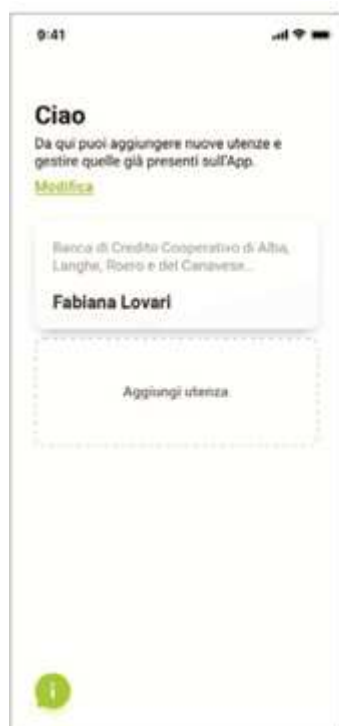 9:41
Ciao
Da qui puoi aggiungere nuove utenze e
gestire quelle già presenti sull'App.
Modifica
Banca di Credito Cooperativo di Alba,
Langhe, Roero e del Canavese...
Fabiana Lovari
Aggiungi utenza
i